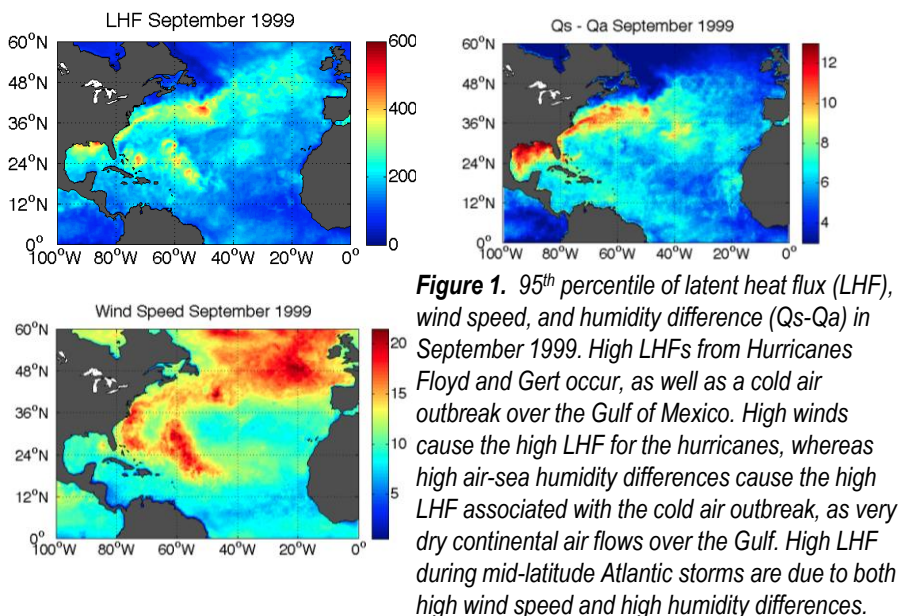 LHF September 1999
60°N
48°N
36°N
24°N
12°N
0°
100°W 80°W 60°W 40°W 20°W 0°
600
400
200
0
Qs - Qa September 1999
60°N
48°N
36°N
24°N
12°N
0°
100°W 80°W 60°W 40°W 20°W 0°
12
10
8
6
4
Wind Speed September 1999
60°N
48°N
36°N
24°N
12°N
0°
100°W 80°W 60°W 40°W 20°W 0°
20
15
10
5
Figure 1. 95th percentile of latent heat flux (LHF),
wind speed, and humidity difference (Qs-Qa) in
September 1999. High LHFs from Hurricanes
Floyd and Gert occur, as well as a cold air
outbreak over the Gulf of Mexico. High winds
cause the high LHF for the hurricanes, whereas
high air-sea humidity differences cause the high
LHF associated with the cold air outbreak, as very
dry continental air flows over the Gulf. High LHF
during mid-latitude Atlantic storms are due to both
high wind speed and high humidity differences.